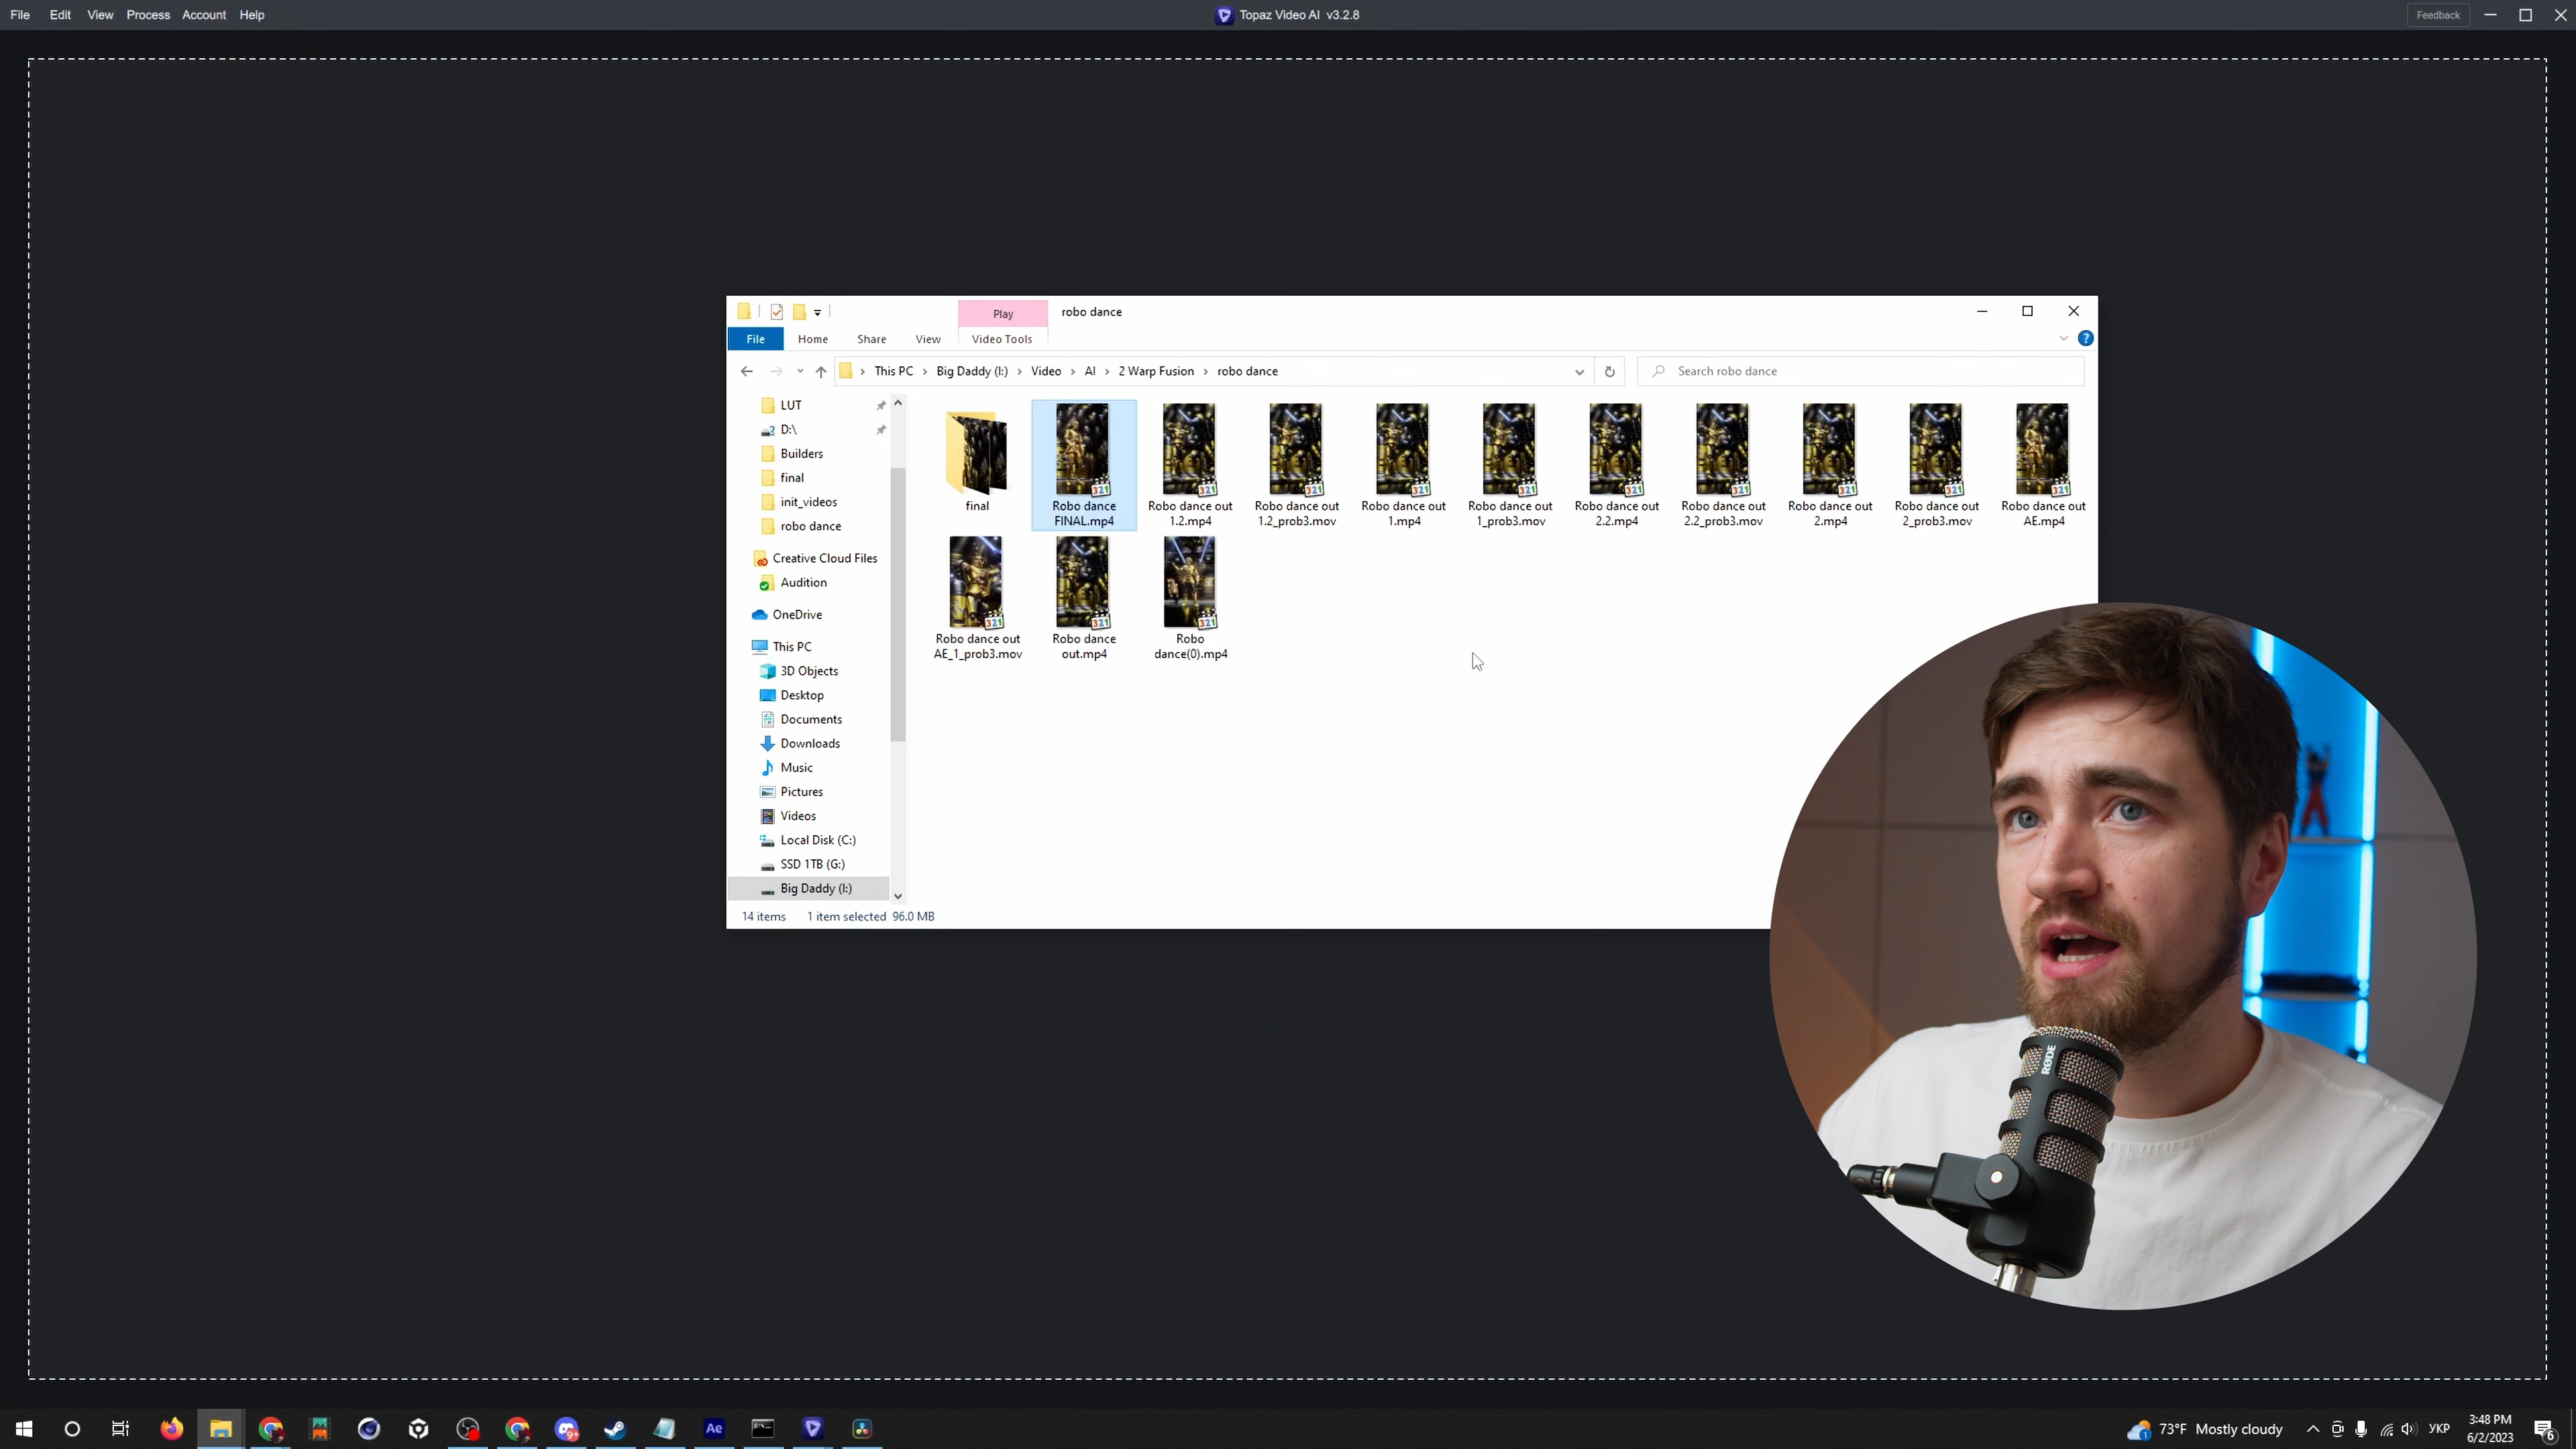 File Edit View Process Account Help
Topaz Video AI v3.2.8
Feedback
Play
robo dance
File Home Share View Video Tools
This PC › Big Daddy (I:) › Video › AI › 2 Warp Fusion › robo dance
Search robo dance
LUT
D:\
Builders
final
init_videos
robo dance
Creative Cloud Files
Audition
OneDrive
This PC
3D Objects
Desktop
Documents
Downloads
Music
Pictures
Videos
Local Disk (C:)
SSD 1TB (G:)
Big Daddy (I:)
final
Robo dance
FINAL.mp4
Robo dance out
1.2.mp4
Robo dance out
1.2_prob3.mov
Robo dance out
1.mp4
Robo dance out
1_prob3.mov
Robo dance out
2.2.mp4
Robo dance out
2.2_prob3.mov
Robo dance out
2.mp4
Robo dance out
2_prob3.mov
Robo dance out
AE.mp4
Robo dance out
AE_1_prob3.mov
Robo dance
out.mp4
Robo
dance(0).mp4
14 items 1 item selected 96.0 MB
RØDE
Ae
73°F Mostly cloudy
УКР
3:48 PM
6/2/2023
6